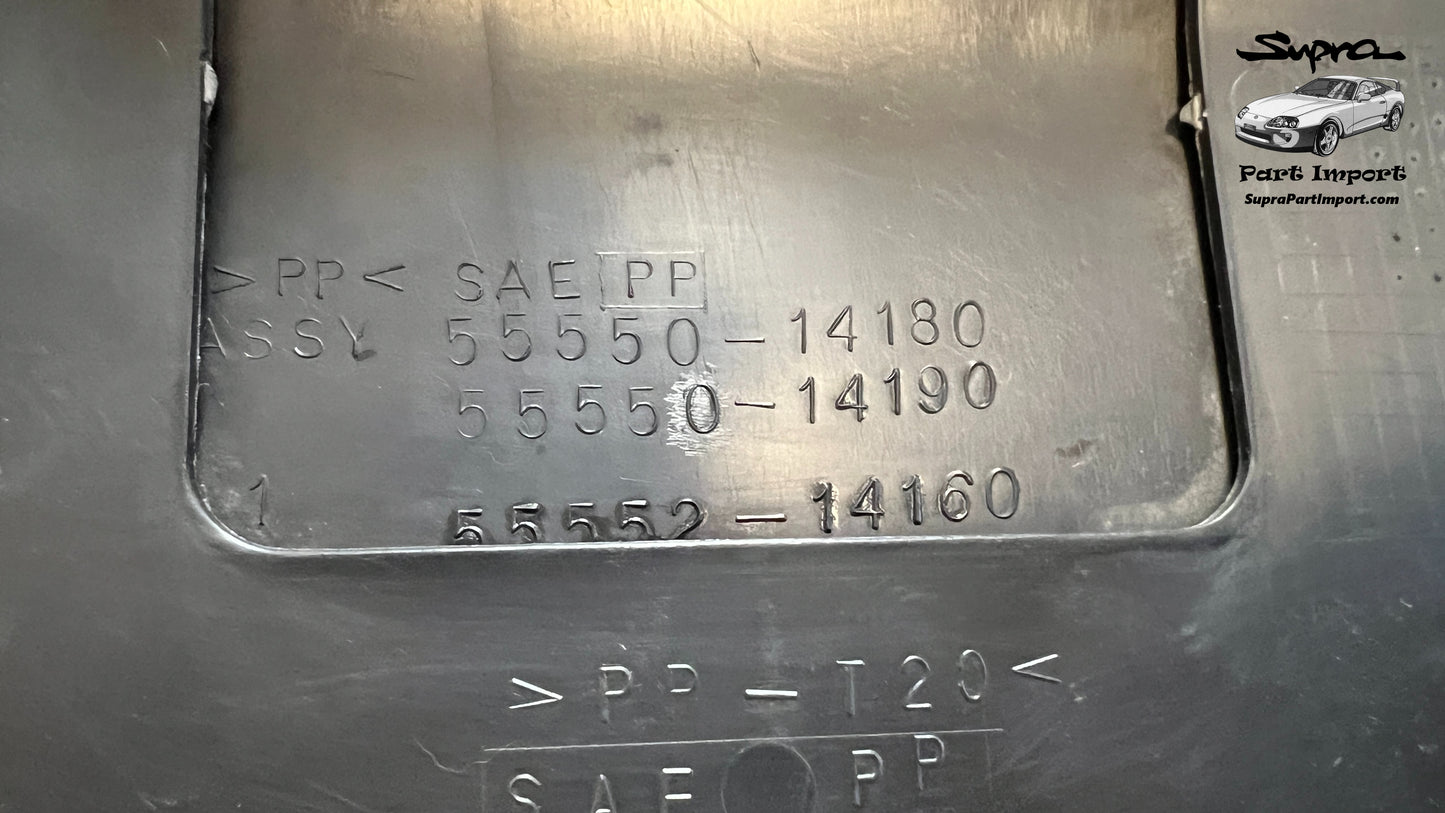 Supra
Part Import
SupraPartImport.com
>PP< SAE PP
ASSY 55550-14180
55550-14190
1 55552-14160
>PP-T20<
SAE PP